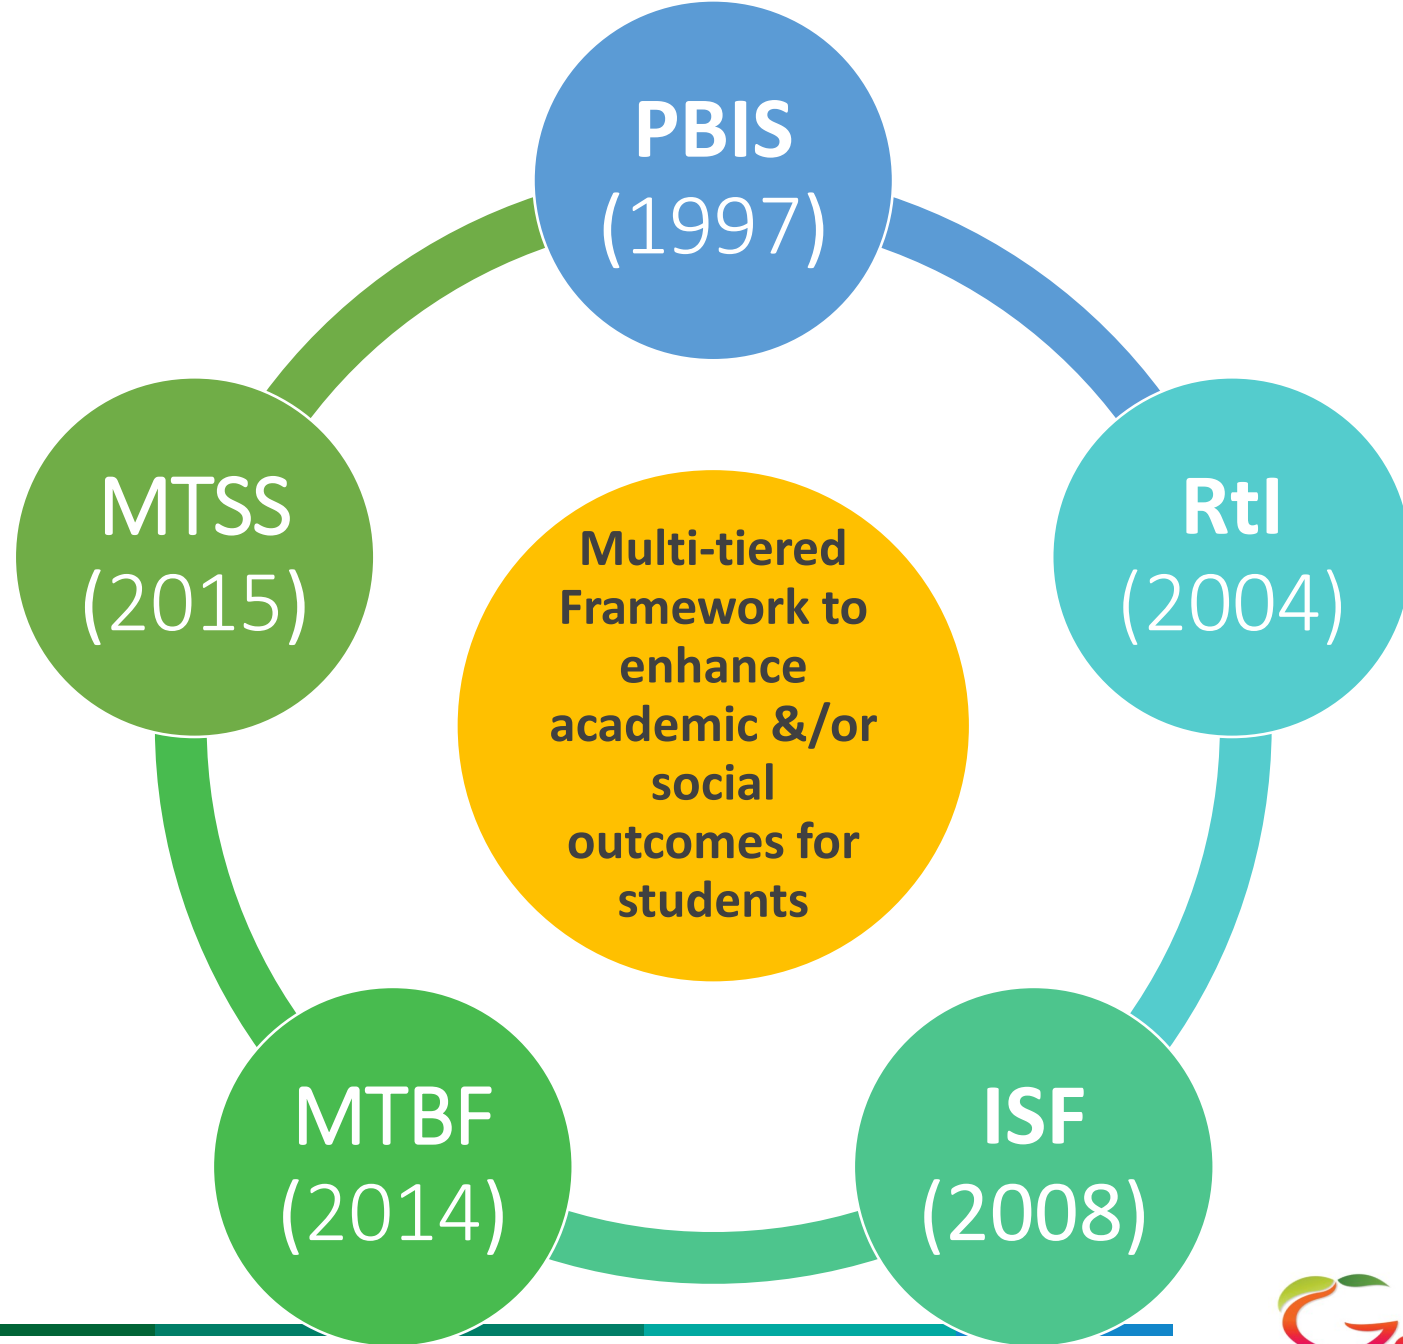 PBIS
(1997)
RtI
(2004)
ISF
(2008)
MTBF
(2014)
MTSS
(2015)
Multi-tiered
Framework to
enhance
academic &/or
social
outcomes for
students